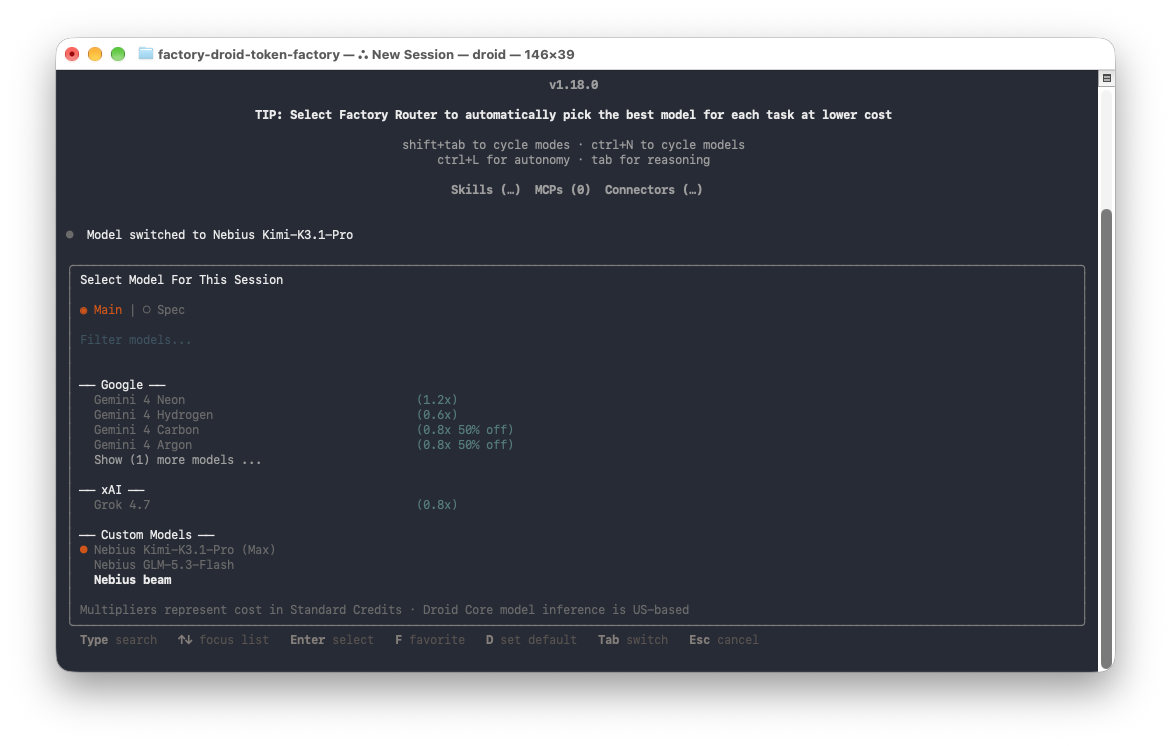 factory-droid-token-factory — ∴ New Session — droid — 146×39
v1.18.0
TIP: Select Factory Router to automatically pick the best model for each task at lower cost
shift+tab to cycle modes · ctrl+N to cycle models
ctrl+L for autonomy · tab for reasoning
Skills (…)  MCPs (0)  Connectors (…)
Model switched to Nebius Kimi-K3.1-Pro
Select Model For This Session
◉ Main | ○ Spec
Filter models...
── Google ──
Gemini 4 Neon (1.2x)
Gemini 4 Hydrogen (0.6x)
Gemini 4 Carbon (0.8x 50% off)
Gemini 4 Argon (0.8x 50% off)
Show (1) more models ...
── xAI ──
Grok 4.7 (0.8x)
── Custom Models ──
● Nebius Kimi-K3.1-Pro (Max)
Nebius GLM-5.3-Flash
Nebius beam
Multipliers represent cost in Standard Credits · Droid Core model inference is US-based
Type search  ↑↓ focus list  Enter select  F favorite  D set default  Tab switch  Esc cancel